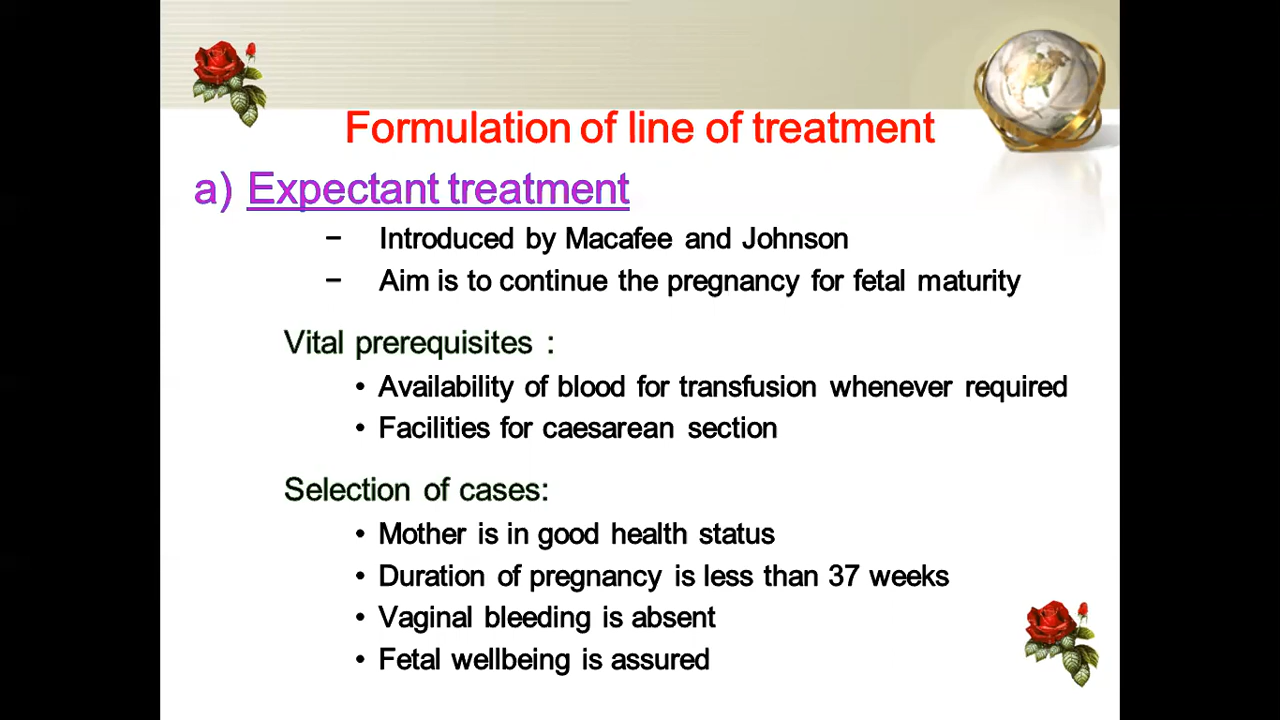 Formulation of line of treatment
a) Expectant treatment
– Introduced by Macafee and Johnson
– Aim is to continue the pregnancy for fetal maturity
Vital prerequisites :
• Availability of blood for transfusion whenever required
• Facilities for caesarean section
Selection of cases:
• Mother is in good health status
• Duration of pregnancy is less than 37 weeks
• Vaginal bleeding is absent
• Fetal wellbeing is assured